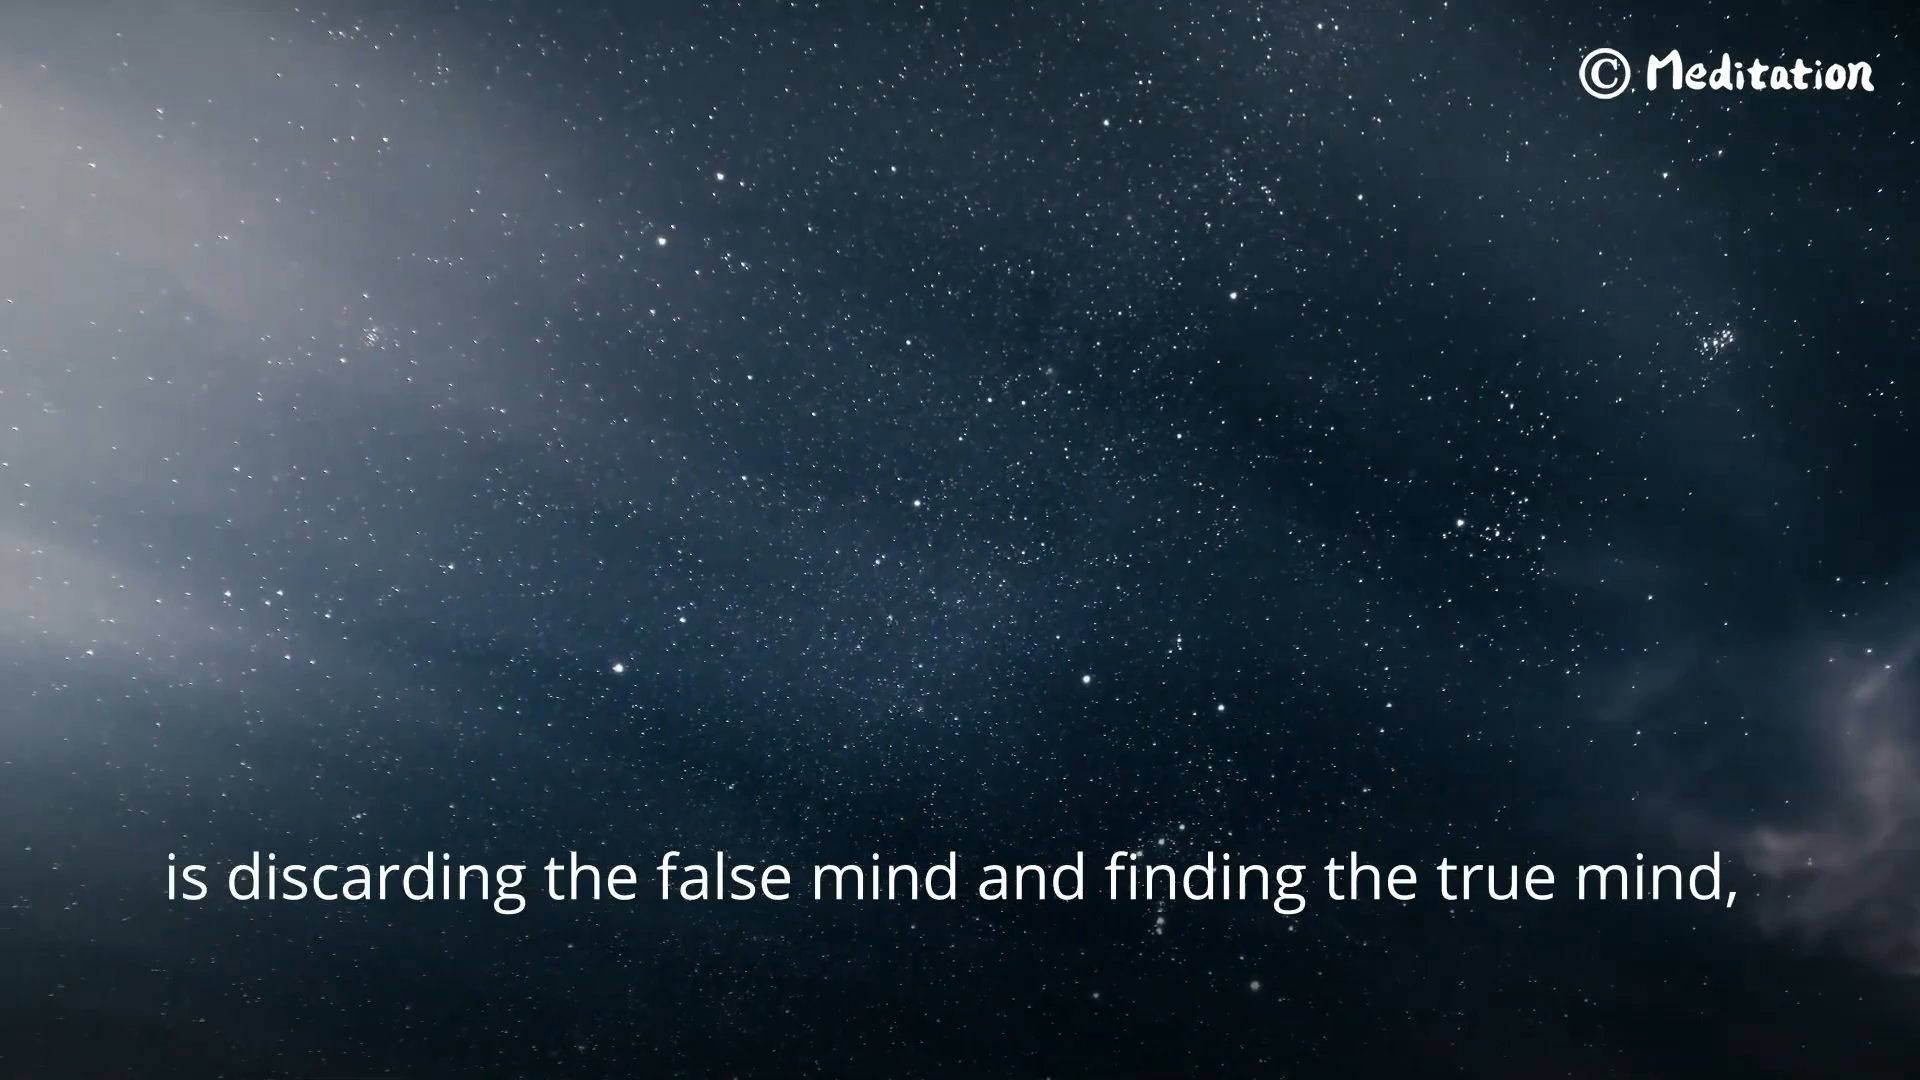 © Meditation
is discarding the false mind and finding the true mind,